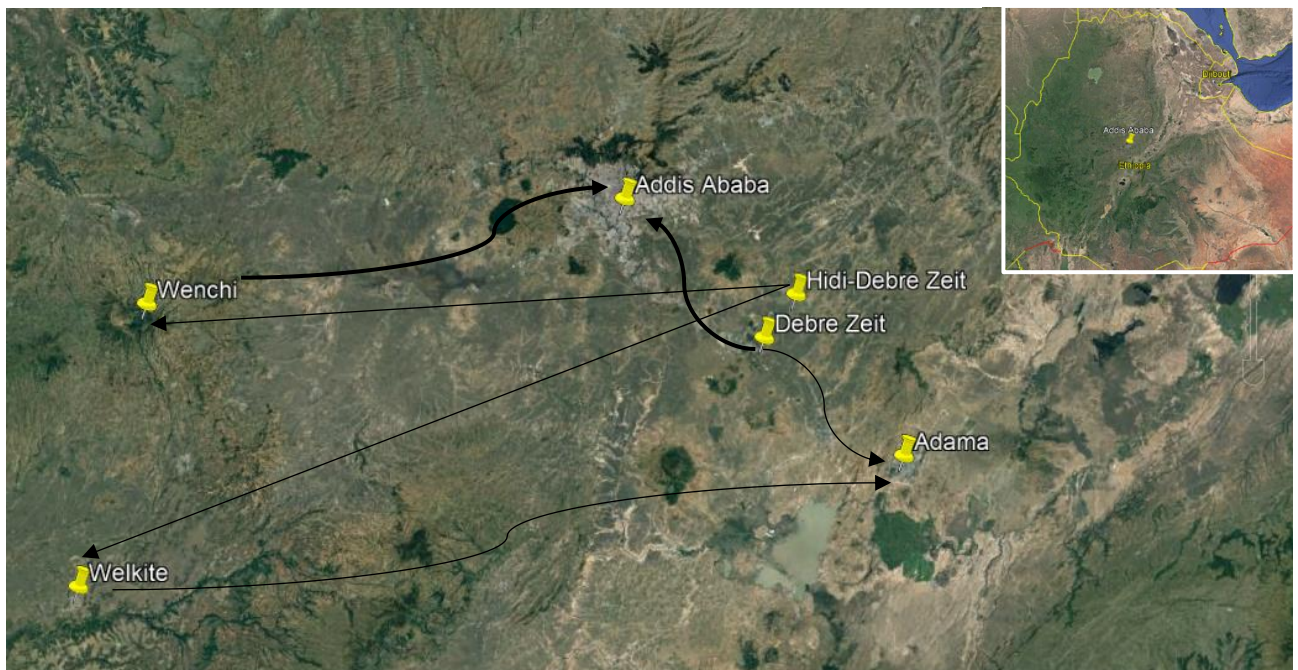 Addis Ababa
Wenchi
Hidi-Debre Zeit
Debre Zeit
Adama
Welkite
Djibouti
Addis Ababa
Ethiopia